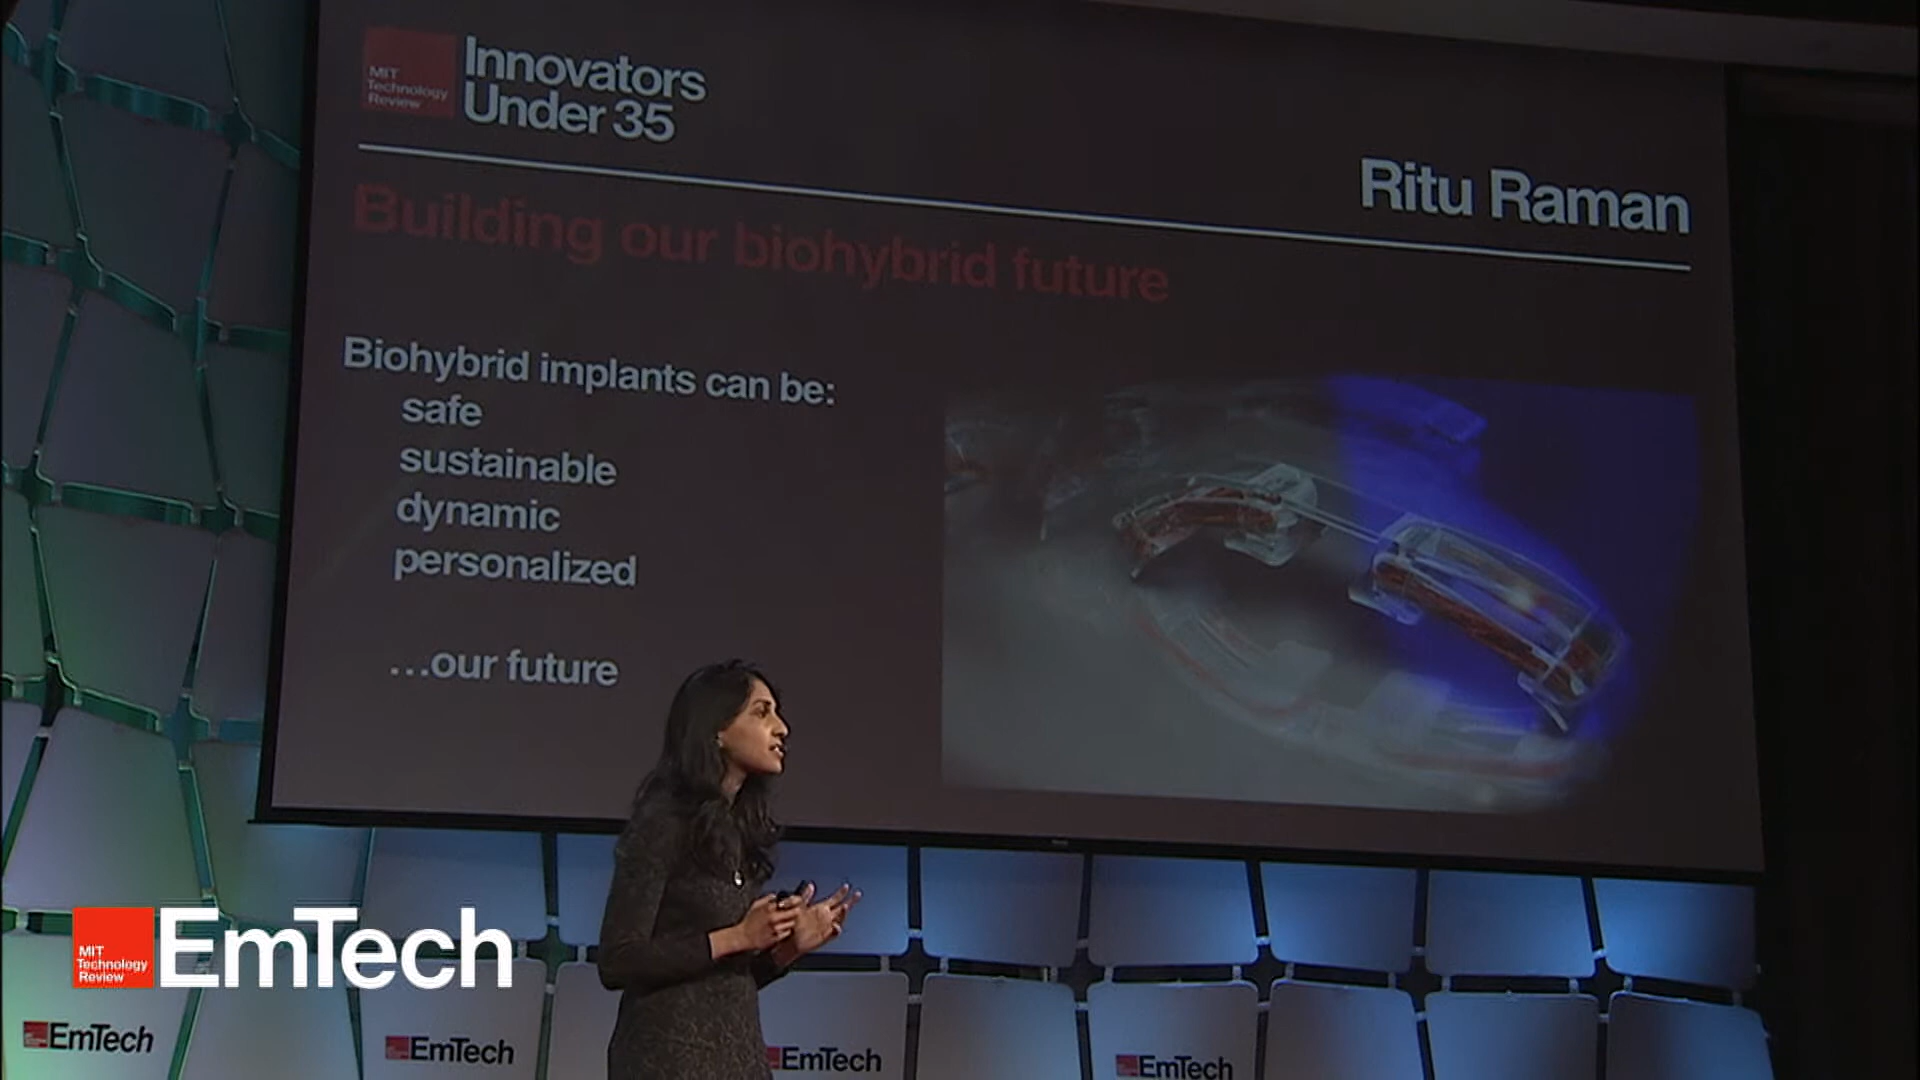 MIT
Technology
Review
Innovators
Under 35
Ritu Raman
Building our biohybrid future
Biohybrid implants can be:
safe
sustainable
dynamic
personalized
...our future
MIT
Technology
Review
EmTech
EmTech
EmTech
EmTech
EmTech